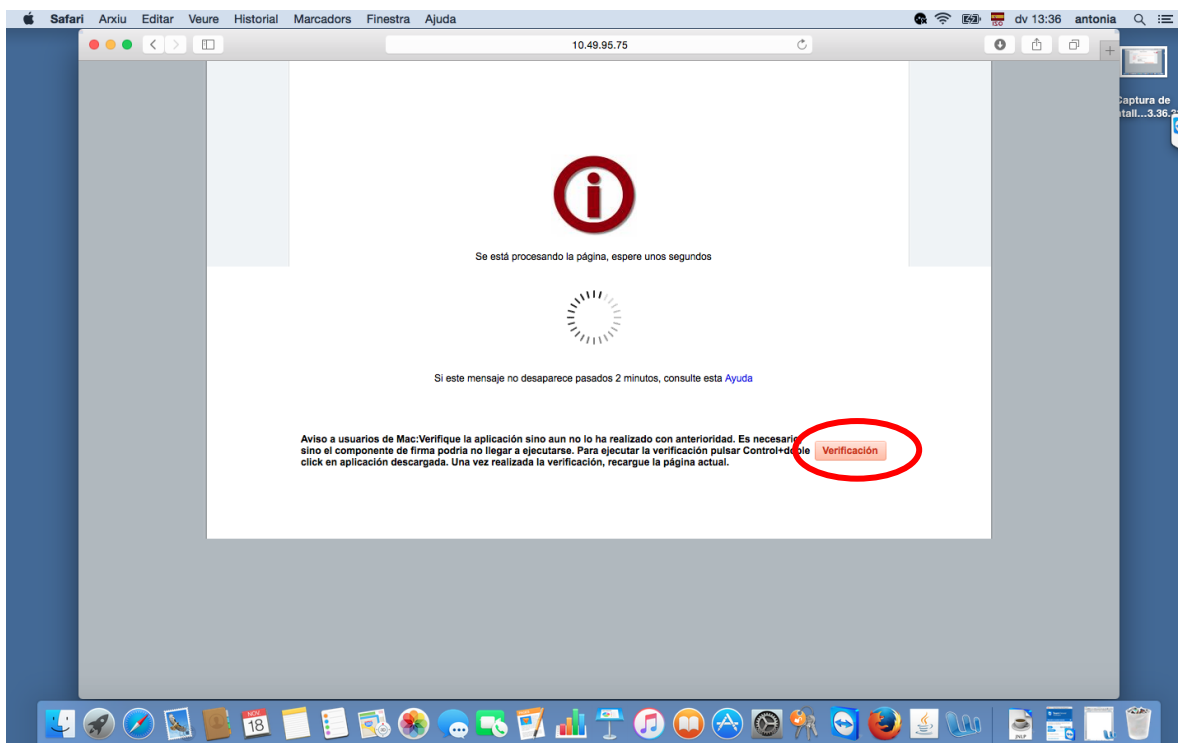 Safari Arxiu Editar Veure Historial Marcadors Finestra Ajuda dv 13:36 antonia
10.49.95.75
Captura de
Se está procesando la página, espere unos segundos
Si este mensaje no desaparece pasados 2 minutos, consulte esta Ayuda
Aviso a usuarios de Mac:Verifique la aplicación sino aun no lo ha realizado con anterioridad. Es necesario
sino el componente de firma podria no llegar a ejecutarse. Para ejecutar la verificación pulsar Control+doble
click en aplicación descargada. Una vez realizada la verificación, recargue la página actual.
Verificación
NOV
18